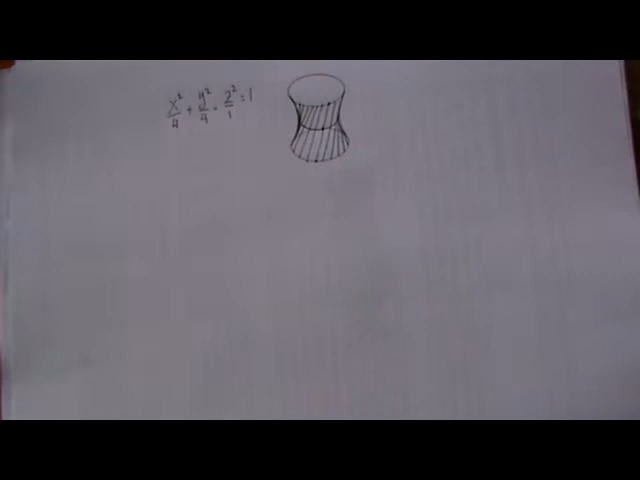 x²/4 + y²/4 - z²/1 = 1